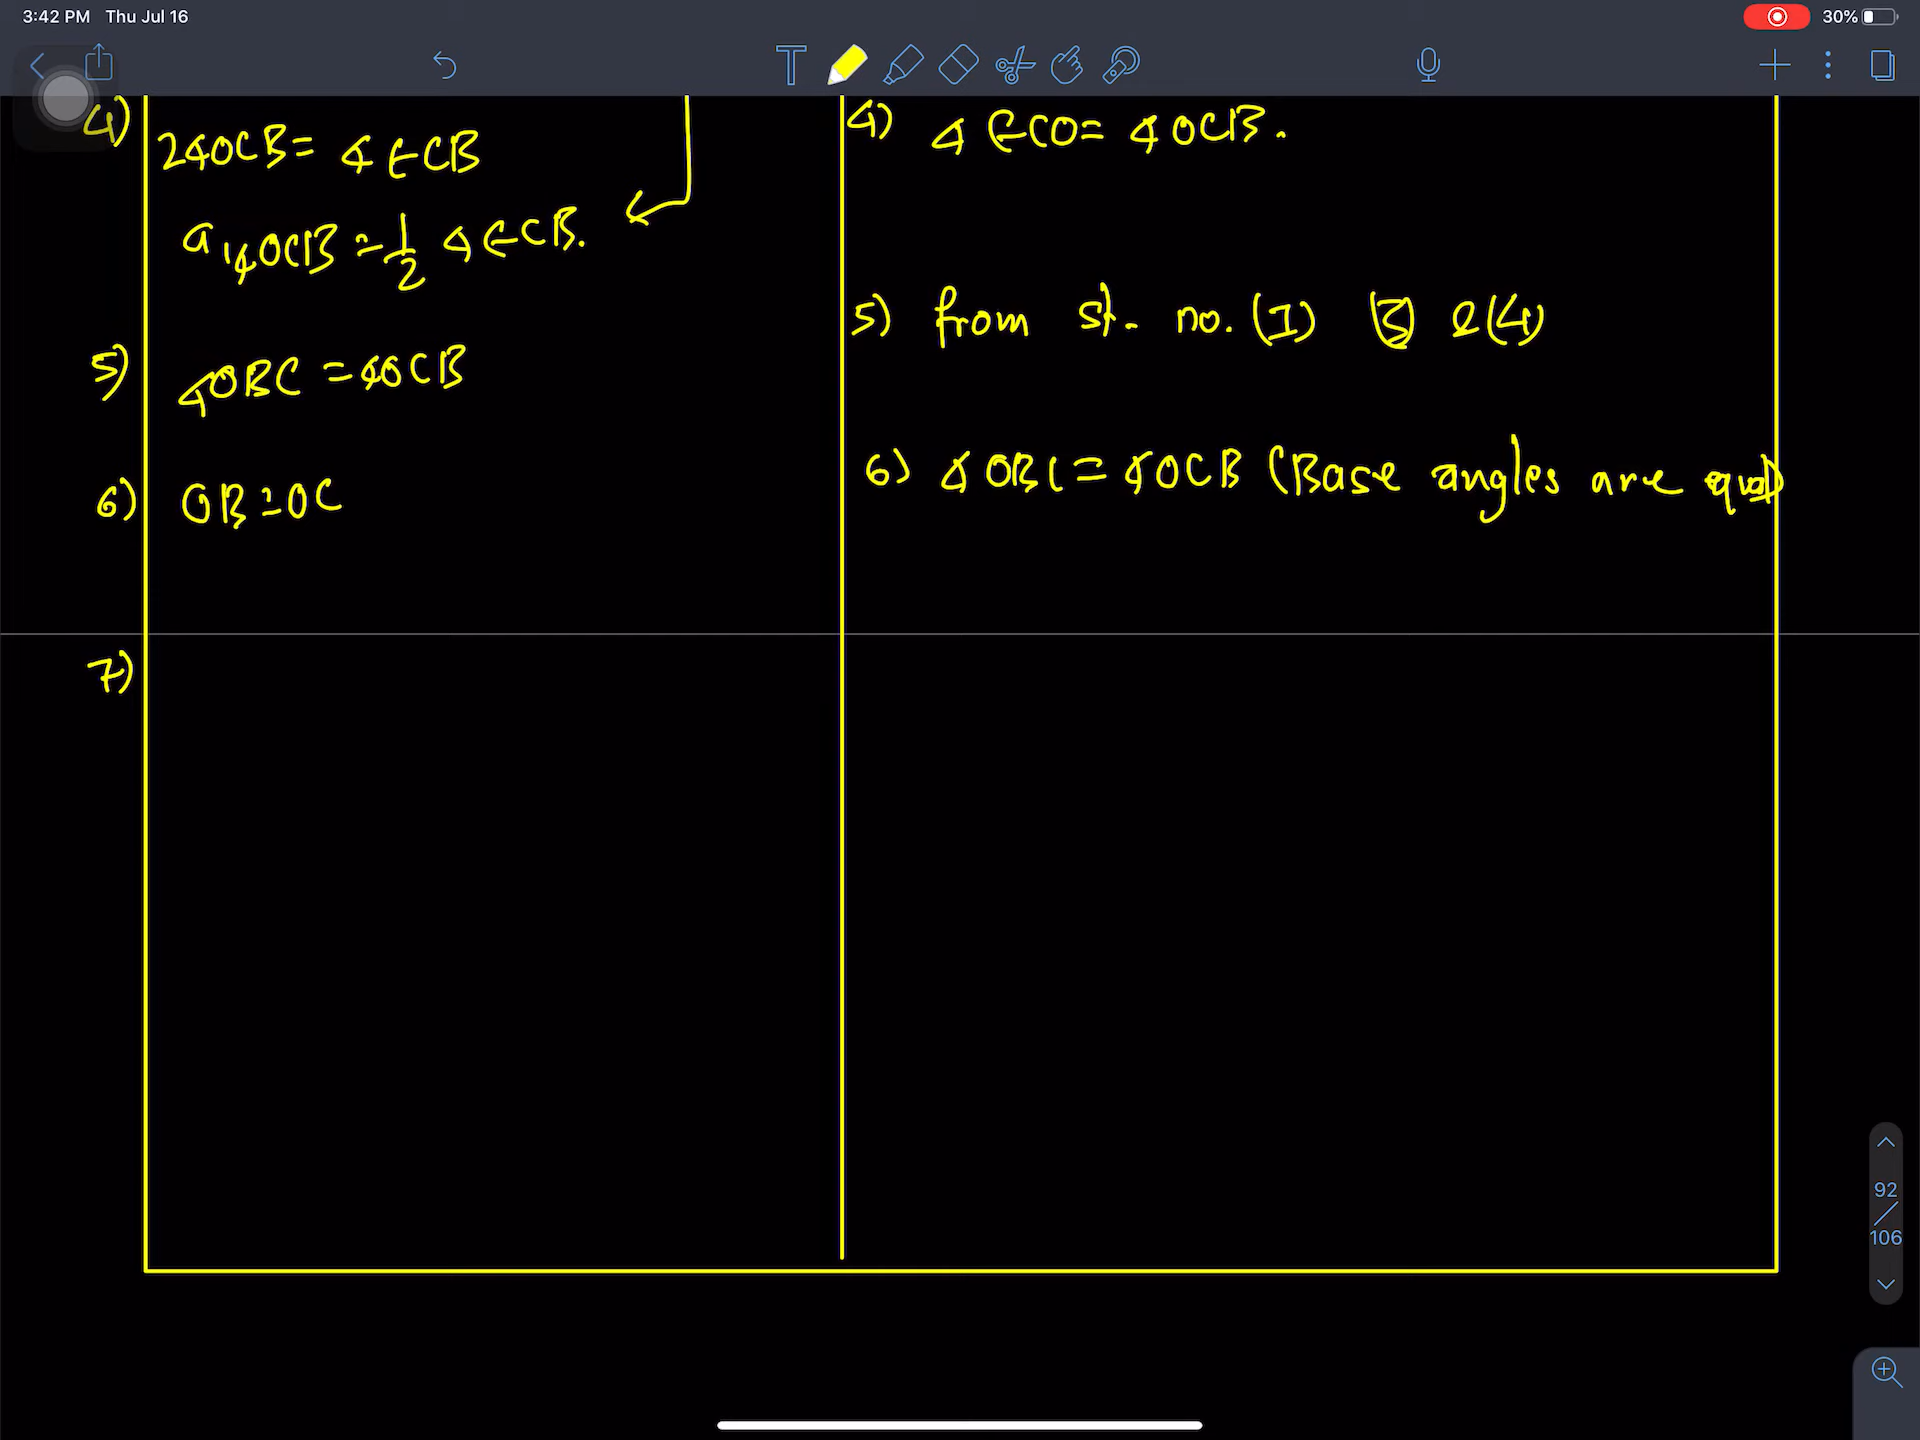 3:42 PM Thu Jul 16
30%
4)
2∡OCB = ∡ECB
∡OCB = 1/2 ∡ECB.
5) ∡OBC = ∡OCB
6) OB = OC
7)
4) ∡ECO = ∡OCB.
5) from st. no. (1) (3) & (4)
6) ∡OBC = ∡OCB (Base angles are
92
106